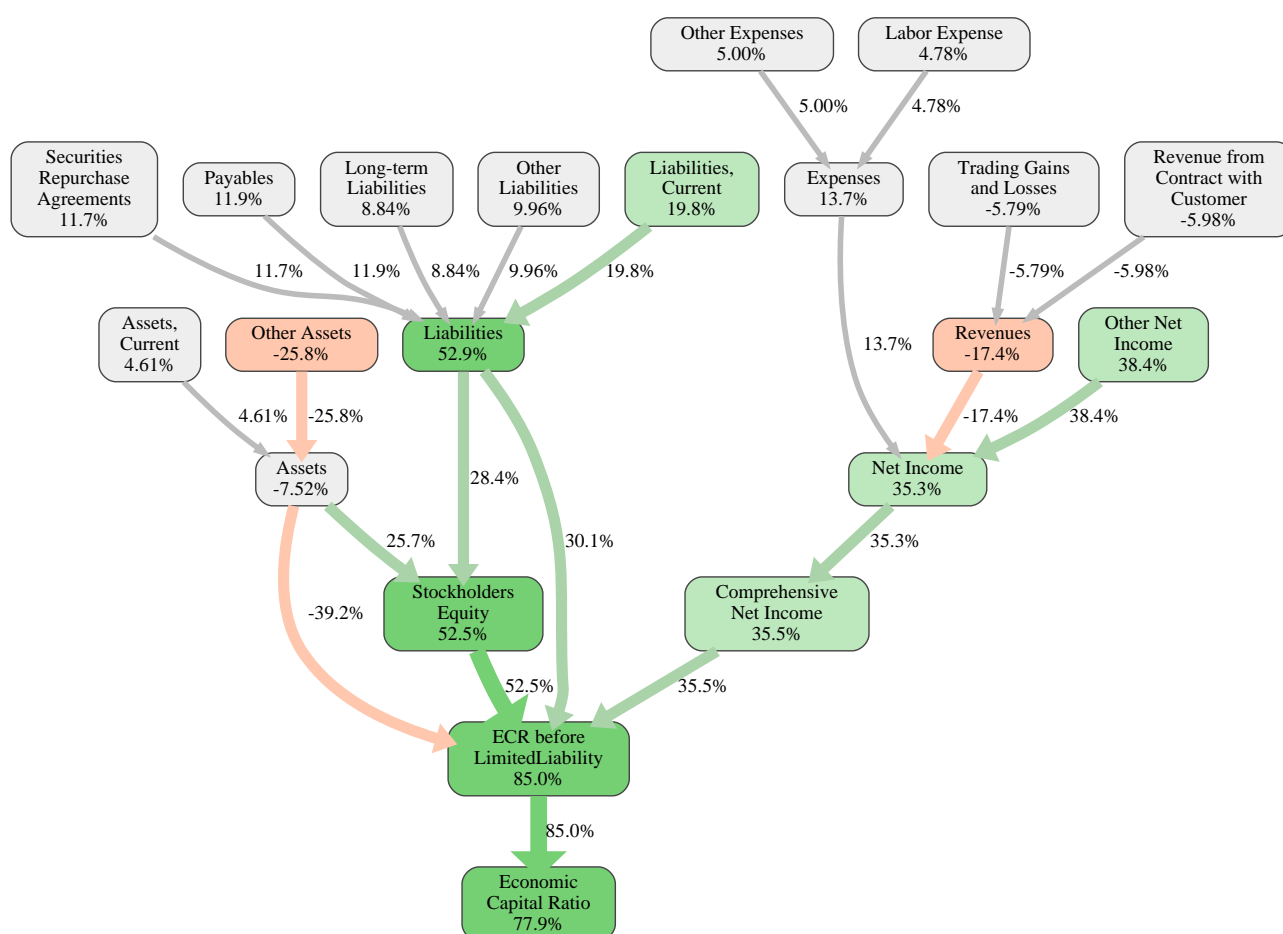 Other Expenses
5.00%
Labor Expense
4.78%
5.00%
4.78%
Securities
Repurchase
Agreements
11.7%
Payables
11.9%
Long-term
Liabilities
8.84%
Other
Liabilities
9.96%
Liabilities,
Current
19.8%
Expenses
13.7%
Trading Gains
and Losses
-5.79%
Revenue from
Contract with
Customer
-5.98%
11.7%
11.9%
8.84%
9.96%
19.8%
-5.79%
-5.98%
Assets,
Current
4.61%
Other Assets
-25.8%
Liabilities
52.9%
13.7%
Revenues
-17.4%
Other Net
Income
38.4%
4.61%
-25.8%
-17.4%
38.4%
Assets
-7.52%
28.4%
Net Income
35.3%
25.7%
30.1%
35.3%
-39.2%
Stockholders
Equity
52.5%
Comprehensive
Net Income
35.5%
52.5%
35.5%
ECR before
LimitedLiability
85.0%
85.0%
Economic
Capital Ratio
77.9%